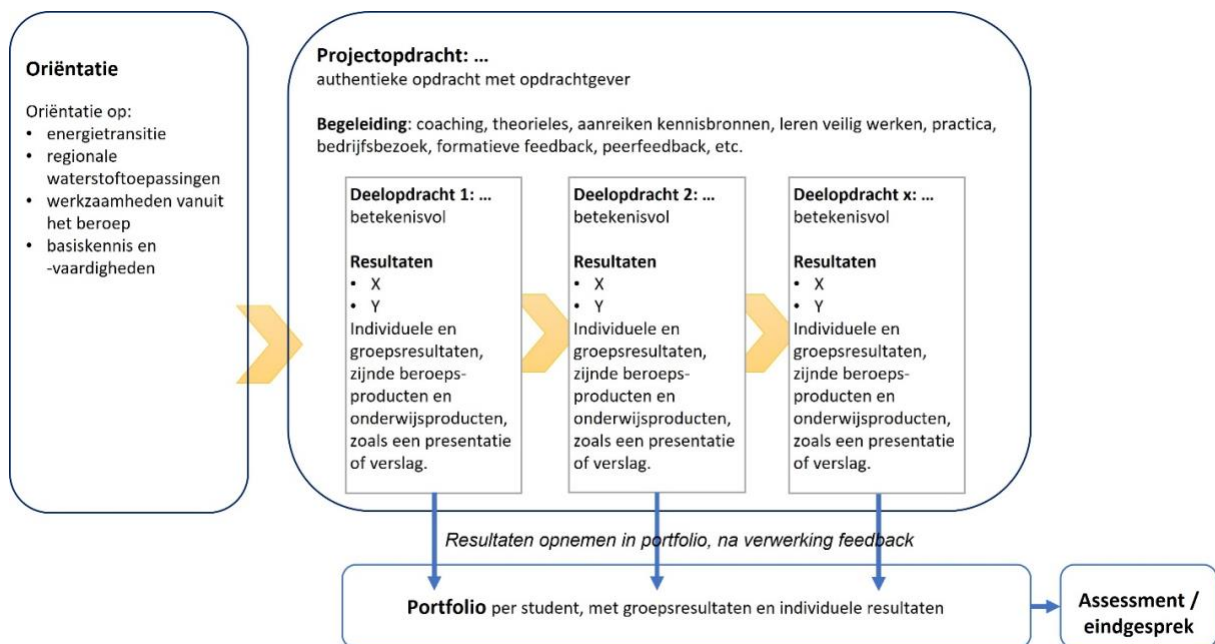 Oriëntatie
Oriëntatie op:
• energietransitie
• regionale
waterstoftoepassingen
• werkzaamheden vanuit
het beroep
• basiskennis en
-vaardigheden
Projectopdracht: ...
authentieke opdracht met opdrachtgever
Begeleiding: coaching, theorieles, aanreiken kennisbronnen, leren veilig werken, practica,
bedrijfsbezoek, formatieve feedback, peerfeedback, etc.
Deelopdracht 1: ...
betekenisvol
Resultaten
• X
• Y
Individuele en
groepsresultaten,
zijnde beroeps-
producten en
onderwijsproducten,
zoals een presentatie
of verslag.
Deelopdracht 2: ...
betekenisvol
Resultaten
• X
• Y
Individuele en
groepsresultaten,
zijnde beroeps-
producten en
onderwijsproducten,
zoals een presentatie
of verslag.
Deelopdracht x: ...
betekenisvol
Resultaten
• X
• Y
Individuele en
groepsresultaten,
zijnde beroeps-
producten en
onderwijsproducten,
zoals een presentatie
of verslag.
Resultaten opnemen in portfolio, na verwerking feedback
Portfolio per student, met groepsresultaten en individuele resultaten
Assessment /
eindgesprek